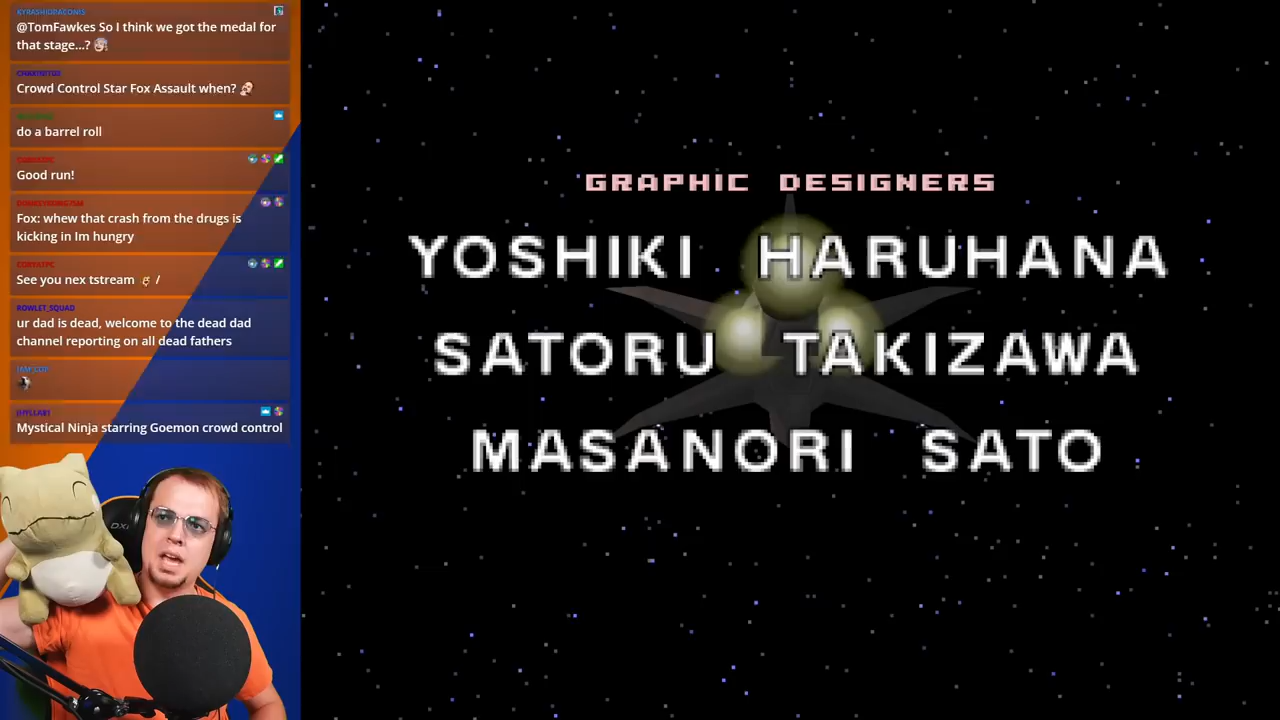 KYRASHIDRACONIS
@TomFawkes So I think we got the medal for
that stage...?
Crowd Control Star Fox Assault when?
do a barrel roll
Good run!
Fox: whew that crash from the drugs is
kicking in Im hungry
See you nex tstream /
ROWLET_SQUAD
ur dad is dead, welcome to the dead dad
channel reporting on all dead fathers
IAM_COP
Mystical Ninja starring Goemon crowd control
GRAPHIC DESIGNERS
YOSHIKI HARUHANA
SATORU TAKIZAWA
MASANORI SATO